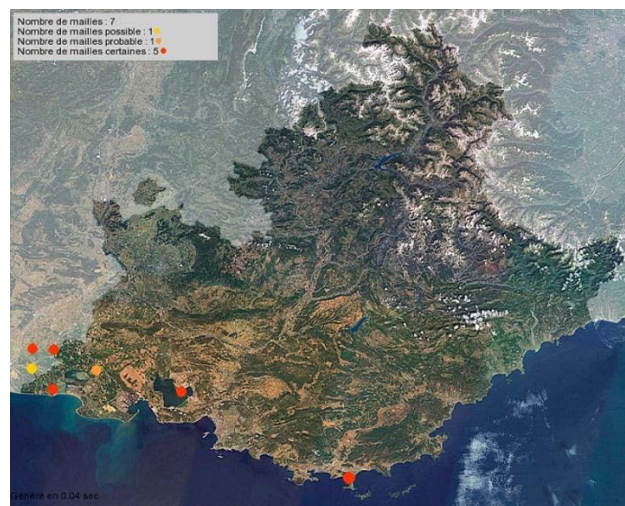 Nombre de mailles : 7
Nombre de mailles possible : 1
Nombre de mailles probable : 1
Nombre de mailles certaines : 5
Généré en 0.04 sec